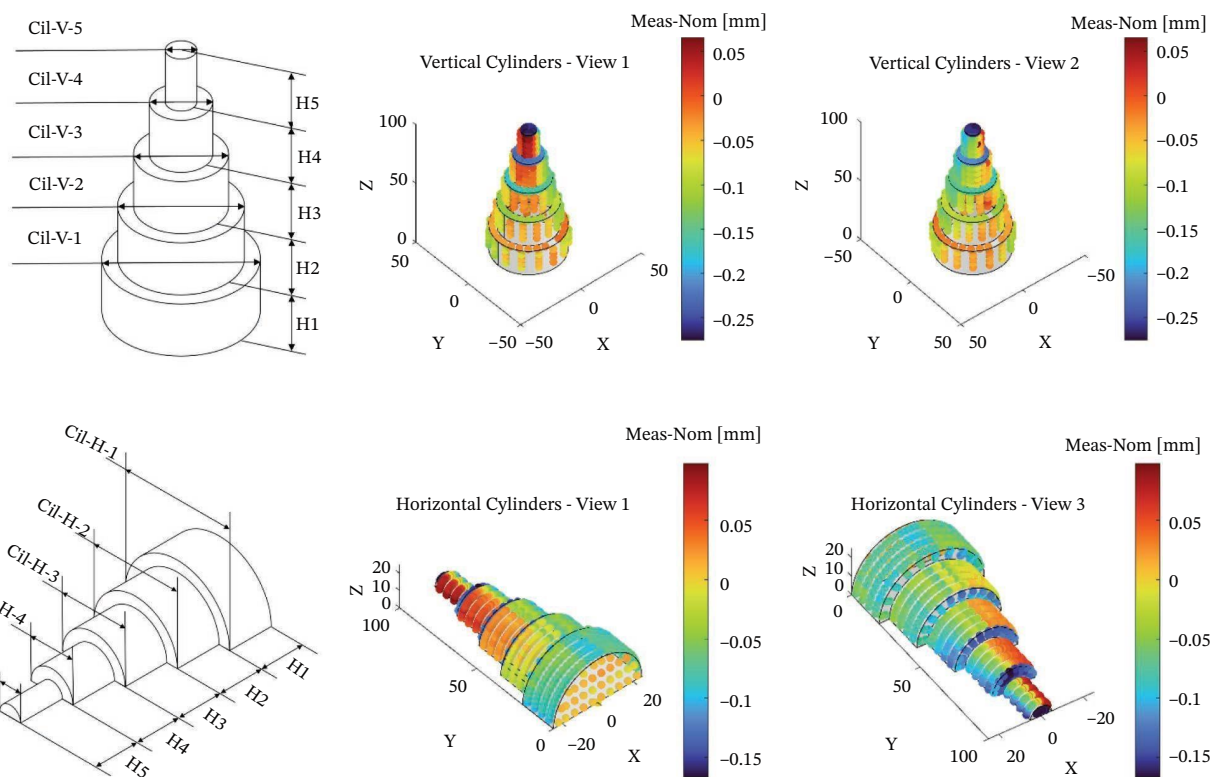 Cil-V-5
Cil-V-4
Cil-V-3
Cil-V-2
Cil-V-1
H5
H4
H3
H2
H1
Meas-Nom [mm]
Vertical Cylinders - View 1
100
50
0
Z
50
0
-50
Y
-50
0
50
X
0.05
0
-0.05
-0.1
-0.15
-0.2
-0.25
Meas-Nom [mm]
Vertical Cylinders - View 2
100
50
0
Z
-50
0
50
Y
50
0
-50
X
0.05
0
-0.05
-0.1
-0.15
-0.2
-0.25
Cil-H-1
Cil-H-2
Cil-H-3
H-4
H1
H2
H3
H4
H5
Meas-Nom [mm]
Horizontal Cylinders - View 1
20
10
0
Z
100
50
0
Y
-20
0
20
X
0.05
0
-0.05
-0.1
-0.15
Meas-Nom [mm]
Horizontal Cylinders - View 3
20
10
0
Z
0
50
100
Y
20
0
-20
X
0.05
0
-0.05
-0.1
-0.15